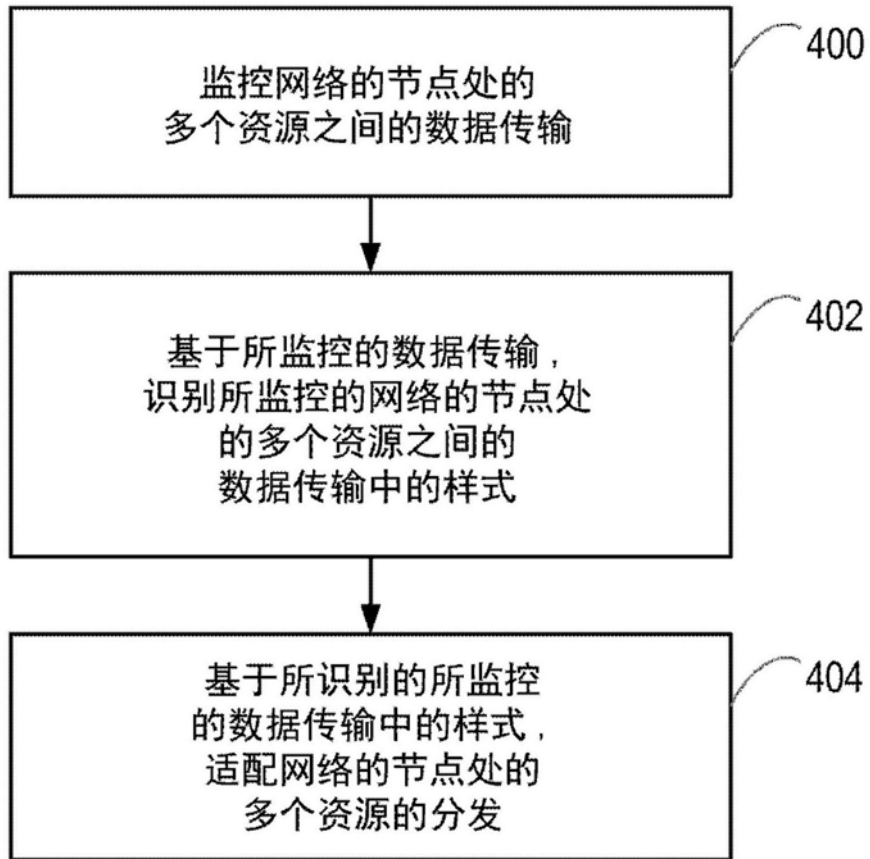 监控网络的节点处的
多个资源之间的数据传输
400
基于所监控的数据传输，
识别所监控的网络的节点处
的多个资源之间的
数据传输中的样式
402
基于所识别的所监控
的数据传输中的样式，
适配网络的节点处的
多个资源的分发
404